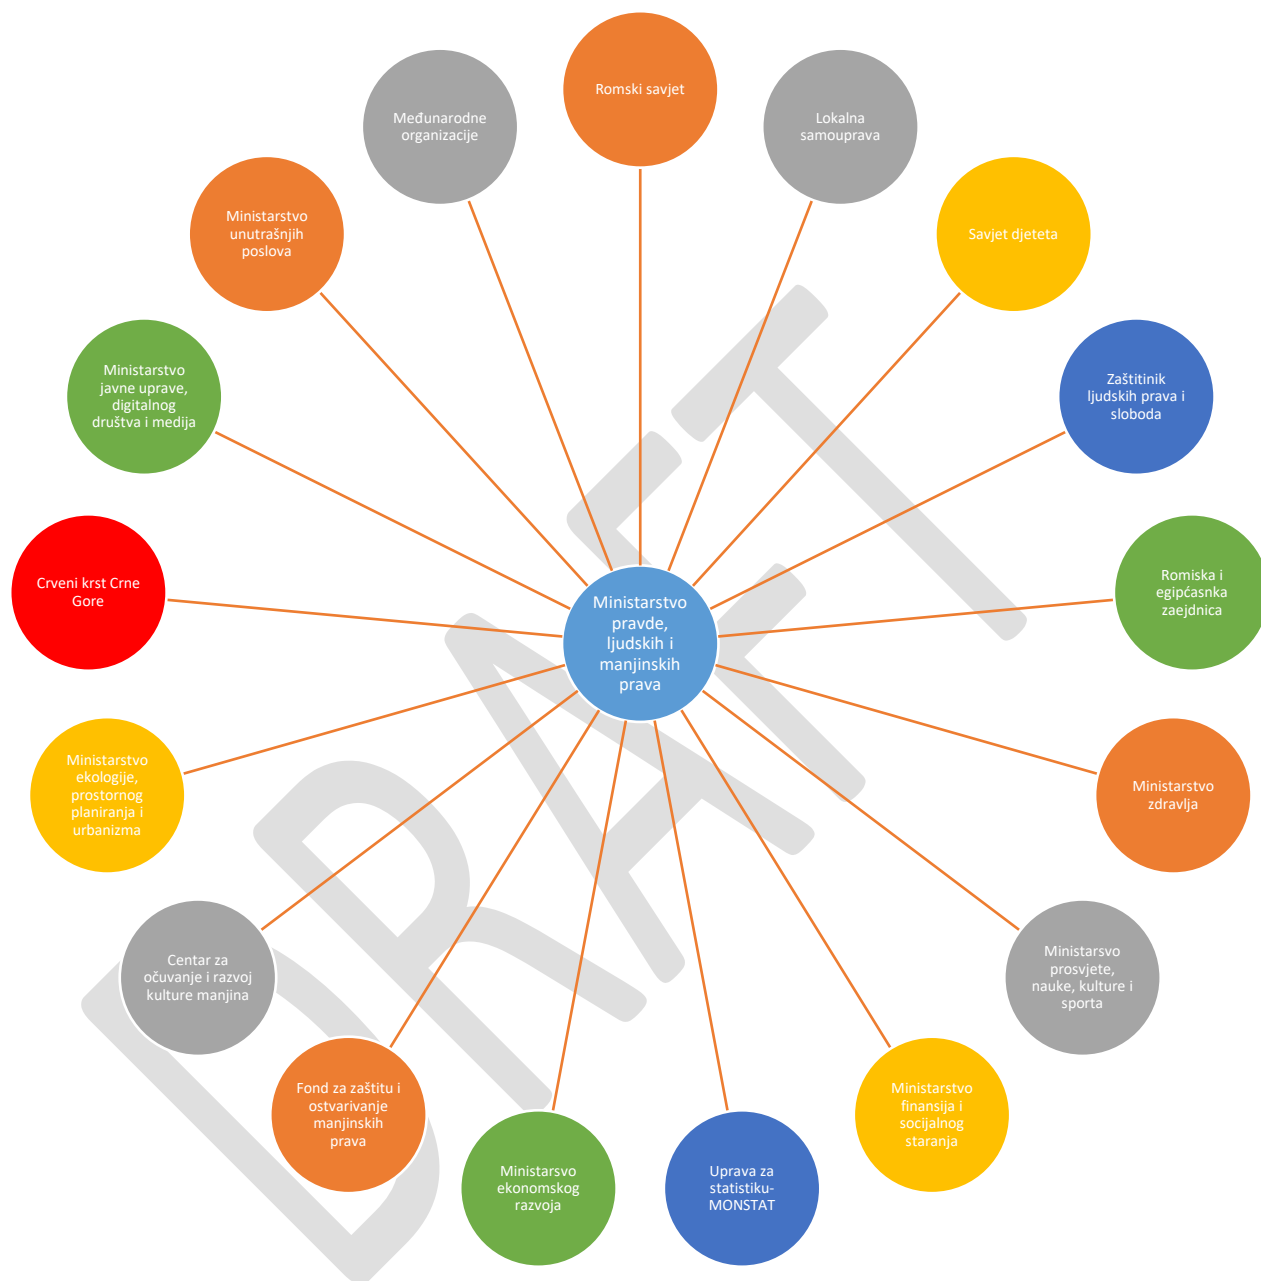 Romski savjet
Međunarodne
organizacije
Lokalna
samouprava
Ministarstvo
unutrašnjih
poslova
Savjet djeteta
Ministarstvo
javne uprave,
digitalnog
društva i medija
Zaštitinik
ljudskih prava i
sloboda
Crveni krst Crne
Gore
Romiska i
egipćasnka
zaejdnica
Ministarstvo
pravde,
ljudskih i
manjinskih
prava
Ministarstvo
ekologije,
prostornog
planiranja i
urbanizma
Ministarstvo
zdravlja
Centar za
očuvanje i razvoj
kulture manjina
Ministarsvo
prosvjete,
nauke, kulture i
sporta
Fond za zaštitu i
ostvarivanje
manjinskih
prava
Ministarstvo
finansija i
socijalnog
staranja
Ministarsvo
ekonomskog
razvoja
Uprava za
statistiku-
MONSTAT
DRAFT